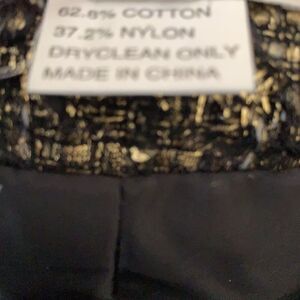 62.8% COTTON
37.2% NYLON
DRYCLEAN ONLY
MADE IN CHINA